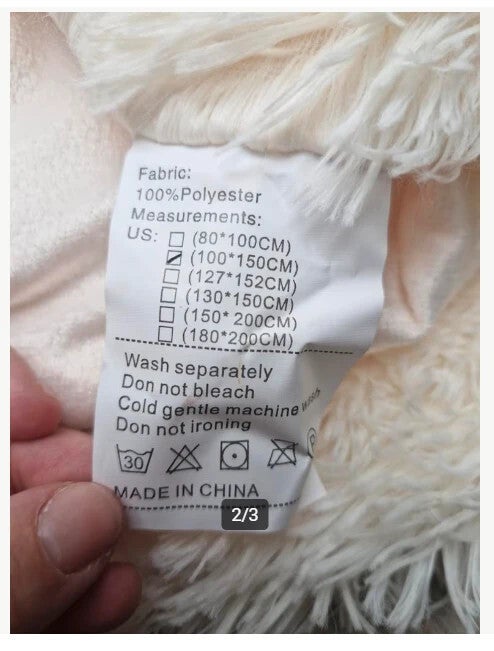 Fabric:
100%Polyester
Measurements:
US: (80*100CM)
(100*150CM)
(127*152CM)
(130*150CM)
(150* 200CM)
(180*200CM)
Wash separately
Don not bleach
Cold gentle machine wash
Don not ironing
30
P
MADE IN CHINA
2/3